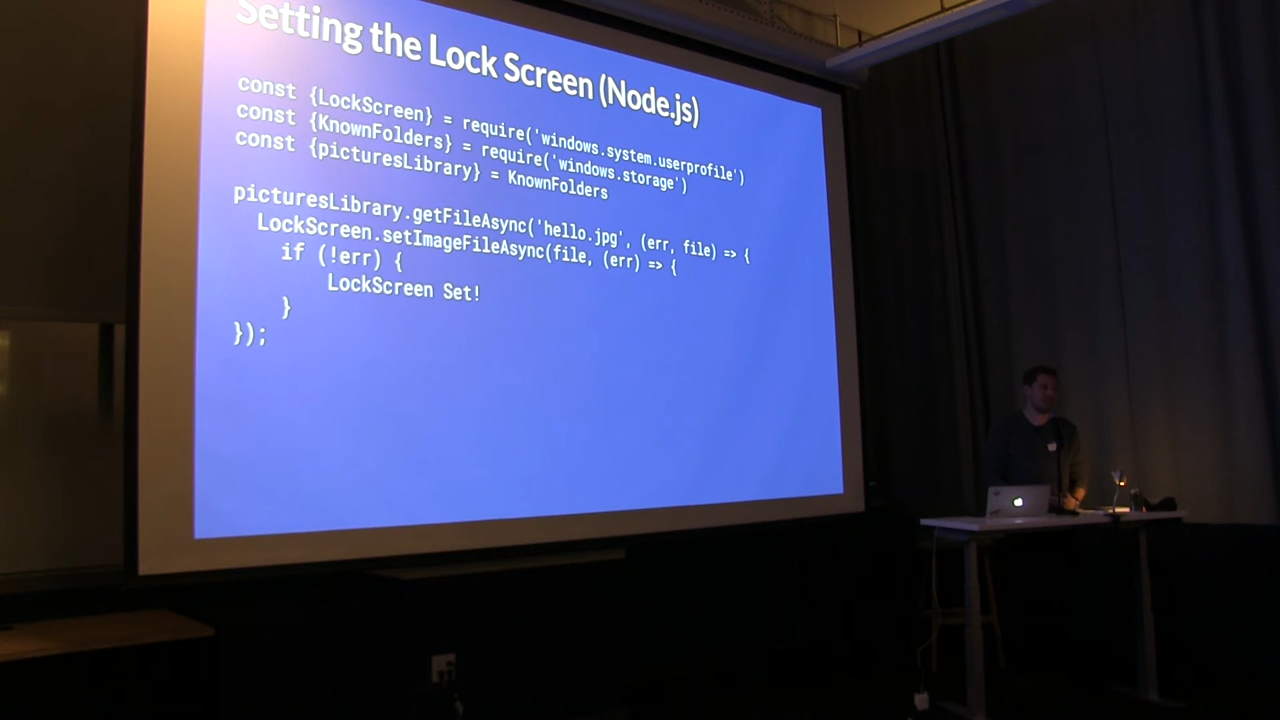 Setting the Lock Screen (Node.js)
const {LockScreen} = require('windows.system.userprofile')
const {KnownFolders} = require('windows.storage')
const {picturesLibrary} = KnownFolders
picturesLibrary.getFileAsync('hello.jpg', (err, file) => {
LockScreen.setImageFileAsync(file, (err) => {
if (!err) {
LockScreen Set!
}
});